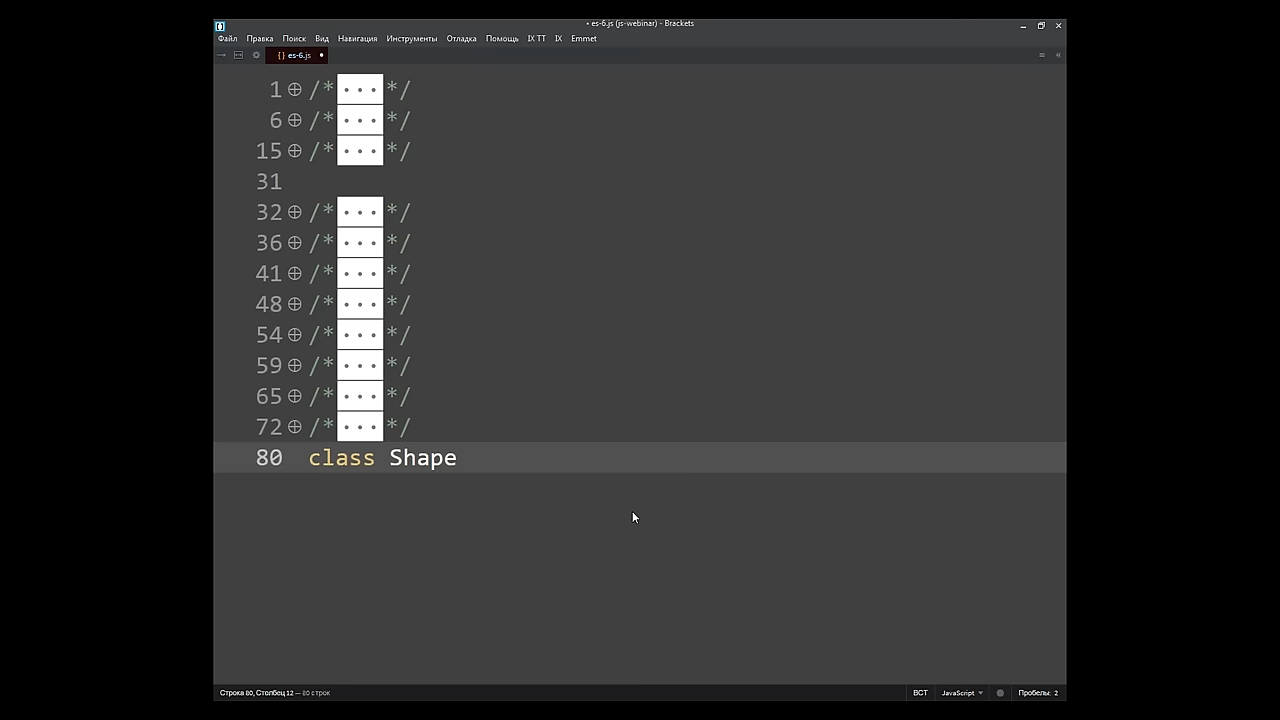 • es-6.js (js-webinar) - Brackets
Файл Правка Поиск Вид Навигация Инструменты Отладка Помощь IX TT IX Emmet
{ } es-6.js •
1 /*...*/
6 /*...*/
15 /*...*/
31
32 /*...*/
36 /*...*/
41 /*...*/
48 /*...*/
54 /*...*/
59 /*...*/
65 /*...*/
72 /*...*/
80 class Shape
Строка 80, Столбец 12 — 80 строк ВСТ JavaScript Пробелы: 2